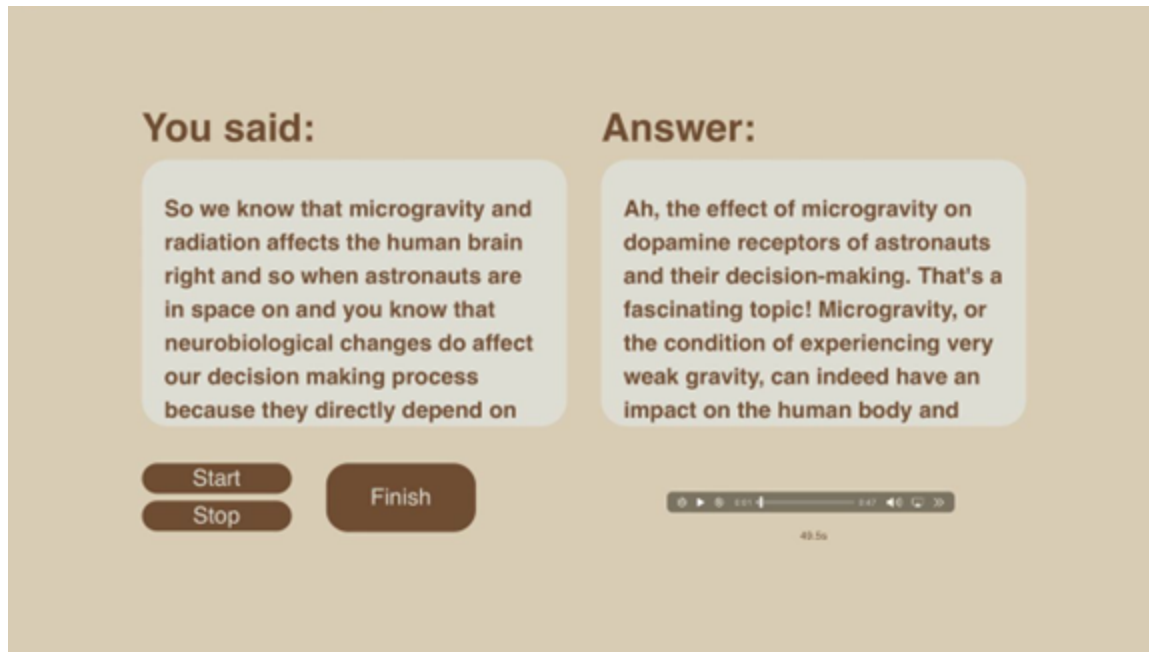 You said:
So we know that microgravity and
radiation affects the human brain
right and so when astronauts are
in space on and you know that
neurobiological changes do affect
our decision making process
because they directly depend on
Answer:
Ah, the effect of microgravity on
dopamine receptors of astronauts
and their decision-making. That's a
fascinating topic! Microgravity, or
the condition of experiencing very
weak gravity, can indeed have an
impact on the human body and
Start
Stop
Finish
0:01 0:47
49.5s